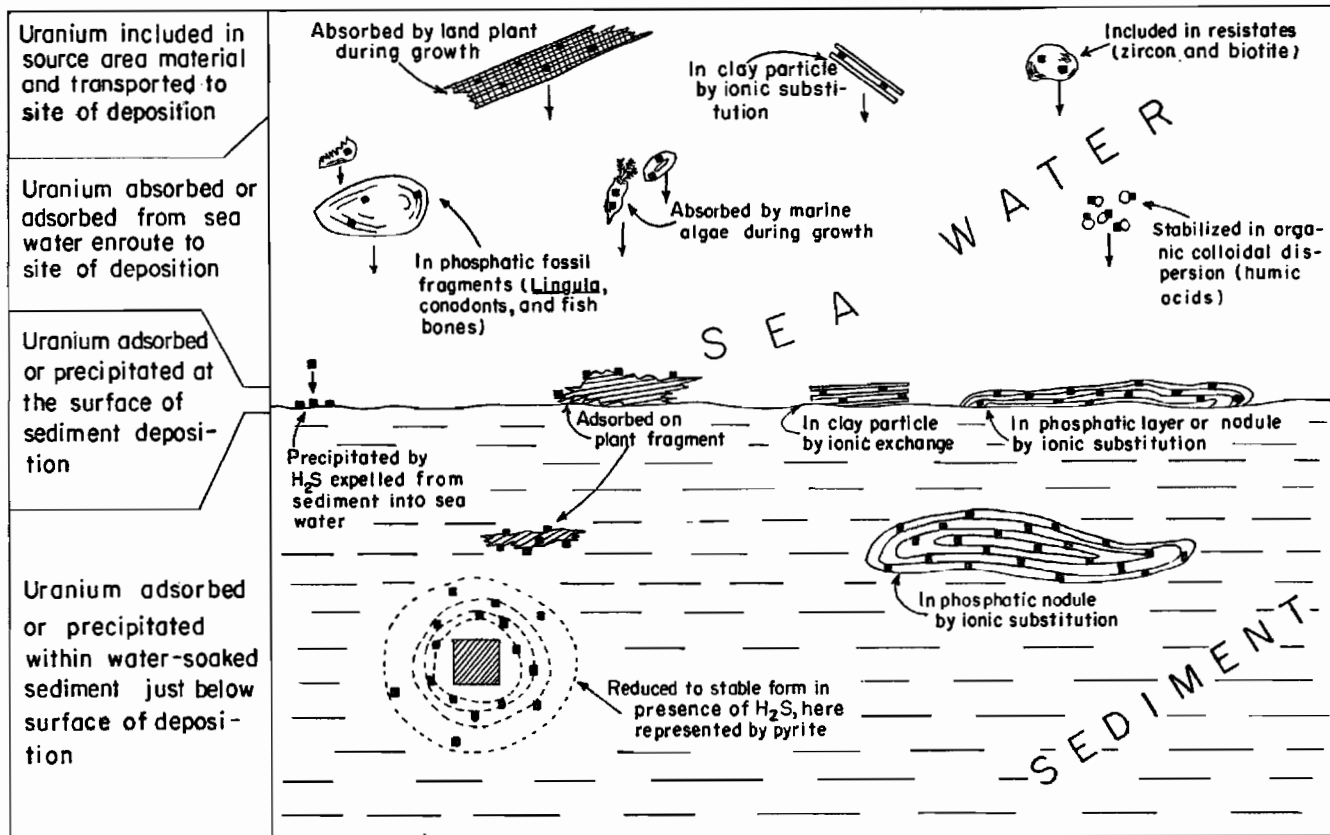 Uranium included in
source area material
and transported to
site of deposition
Uranium absorbed or
adsorbed from sea
water enroute to
site of deposition
Uranium adsorbed
or precipitated at
the surface of
sediment deposi-
tion
Uranium adsorbed
or precipitated
within water-soaked
sediment just below
surface of deposi-
tion
Absorbed by land plant
during growth
In clay particle
by ionic substi-
tution
Included in resistates
(zircon and biotite)
In phosphatic fossil
fragments (Lingula,
conodonts, and fish
bones)
Absorbed by marine
algae during growth
Stabilized in orga-
nic colloidal dis-
persion (humic
acids)
SEA WATER
Precipitated by
H₂S expelled from
sediment into sea
water
Adsorbed on
plant fragment
In clay particle
by ionic exchange
In phosphatic layer or nodule
by ionic substitution
In phosphatic nodule
by ionic substitution
Reduced to stable form in
presence of H₂S, here
represented by pyrite
SEDIMENT